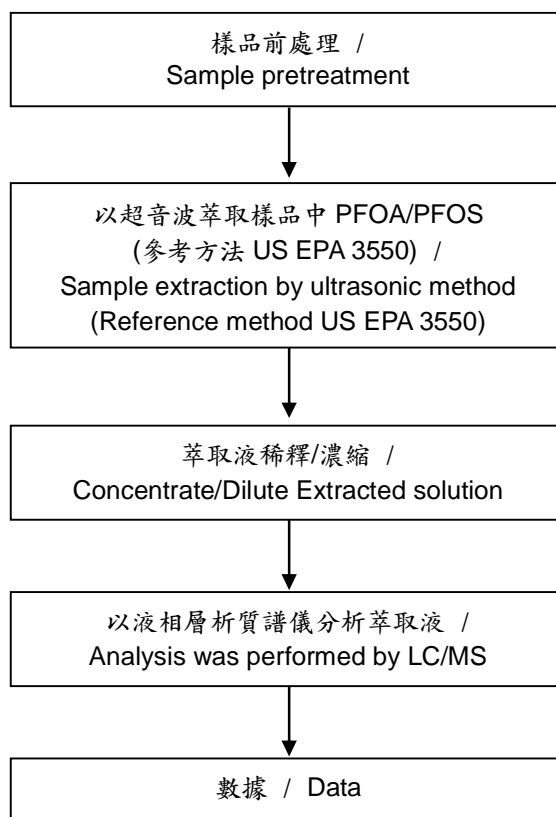 樣品前處理 /
Sample pretreatment
以超音波萃取樣品中 PFOA/PFOS
(參考方法 US EPA 3550) /
Sample extraction by ultrasonic method
(Reference method US EPA 3550)
萃取液稀釋/濃縮 /
Concentrate/Dilute Extracted solution
以液相層析質譜儀分析萃取液 /
Analysis was performed by LC/MS
數據 / Data